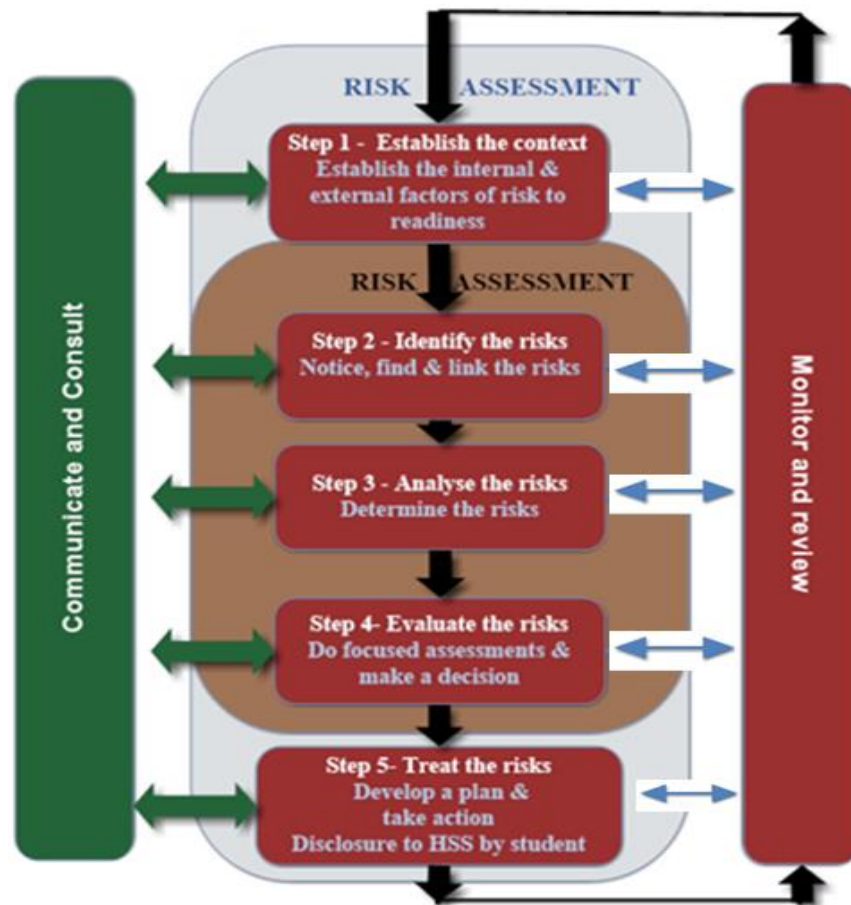 RISK ASSESSMENT
Step 1 - Establish the context
Establish the internal &
external factors of risk to
readiness
RISK ASSESSMENT
Step 2 - Identify the risks
Notice, find & link the risks
Step 3 - Analyse the risks
Determine the risks
Step 4- Evaluate the risks
Do focused assessments &
make a decision
Step 5- Treat the risks
Develop a plan &
take action
Disclosure to HSS by student
Communicate and Consult
Monitor and review